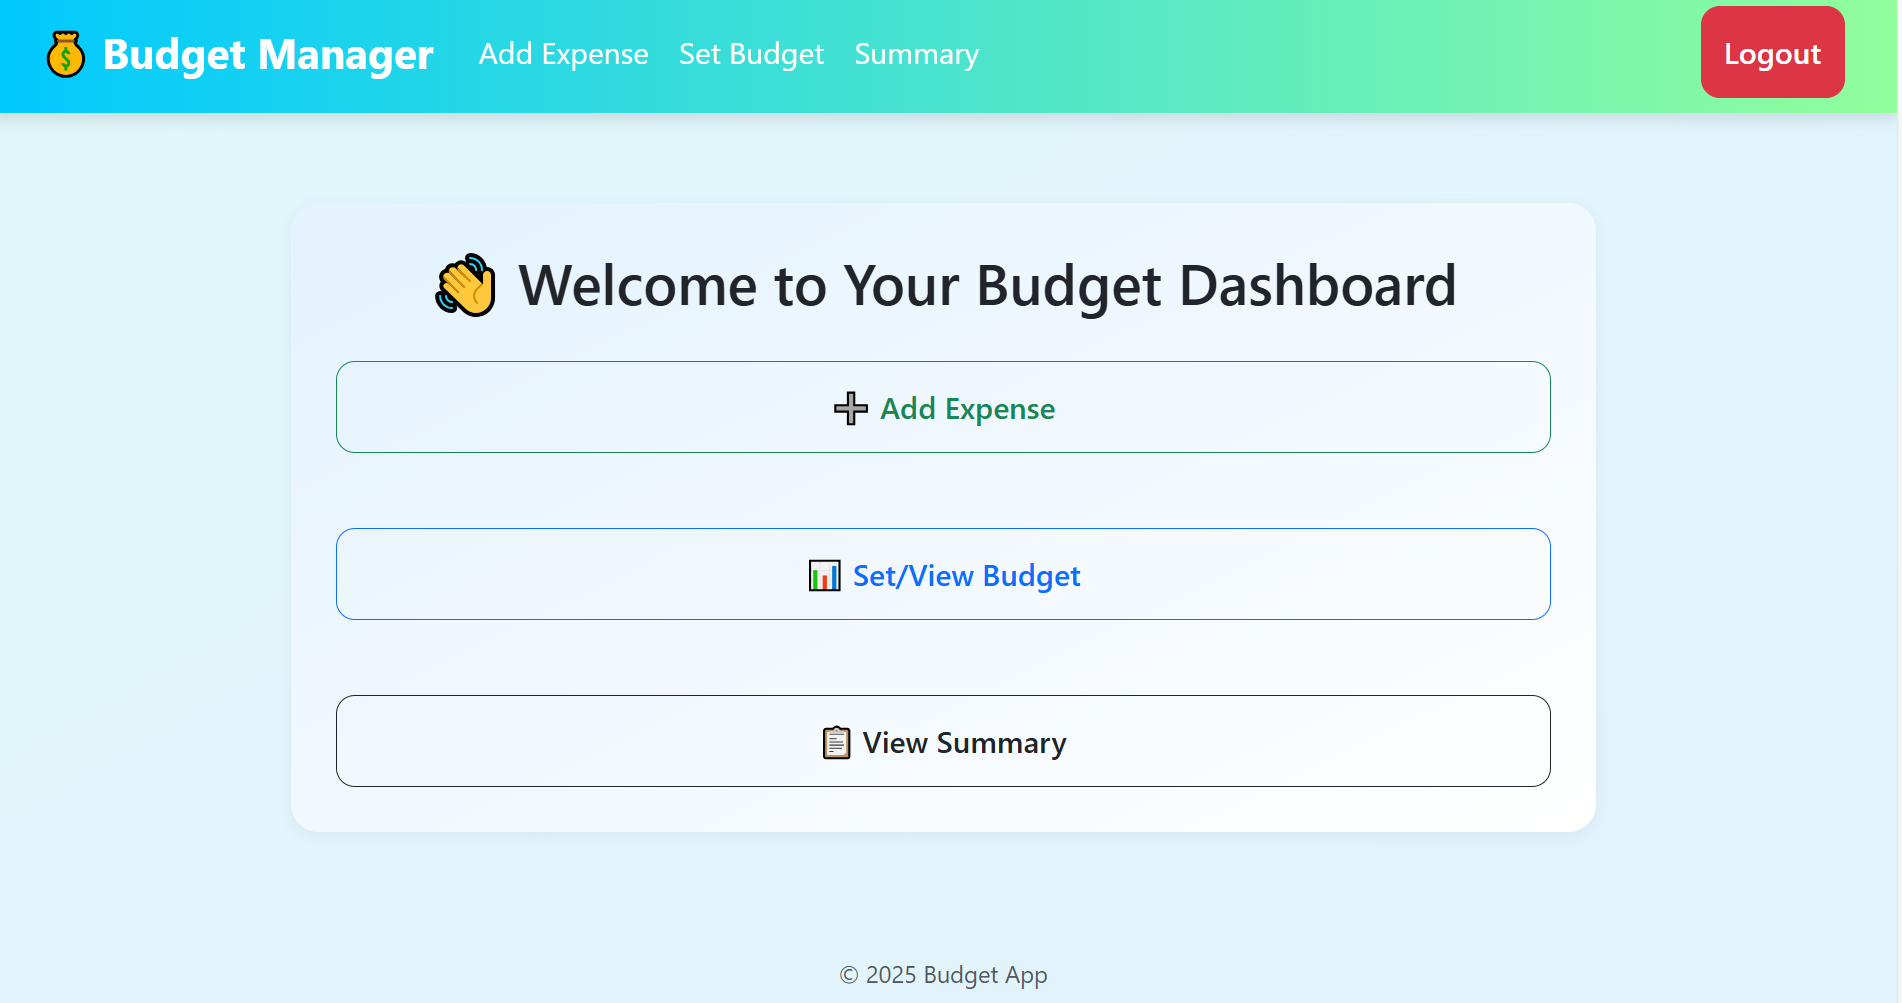 Budget Manager Add Expense Set Budget Summary Logout
👋 Welcome to Your Budget Dashboard
➕ Add Expense
📊 Set/View Budget
📋 View Summary
© 2025 Budget App